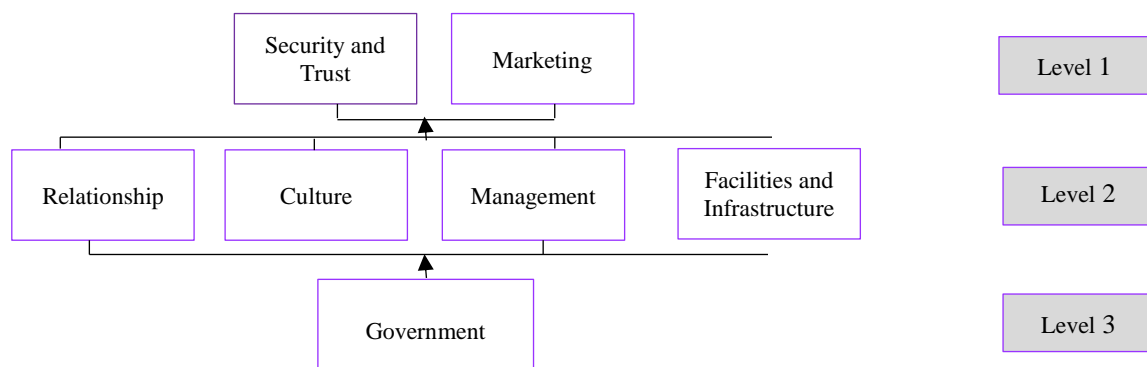 Security and
Trust
Marketing
Level 1
Relationship
Culture
Management
Facilities and
Infrastructure
Level 2
Government
Level 3